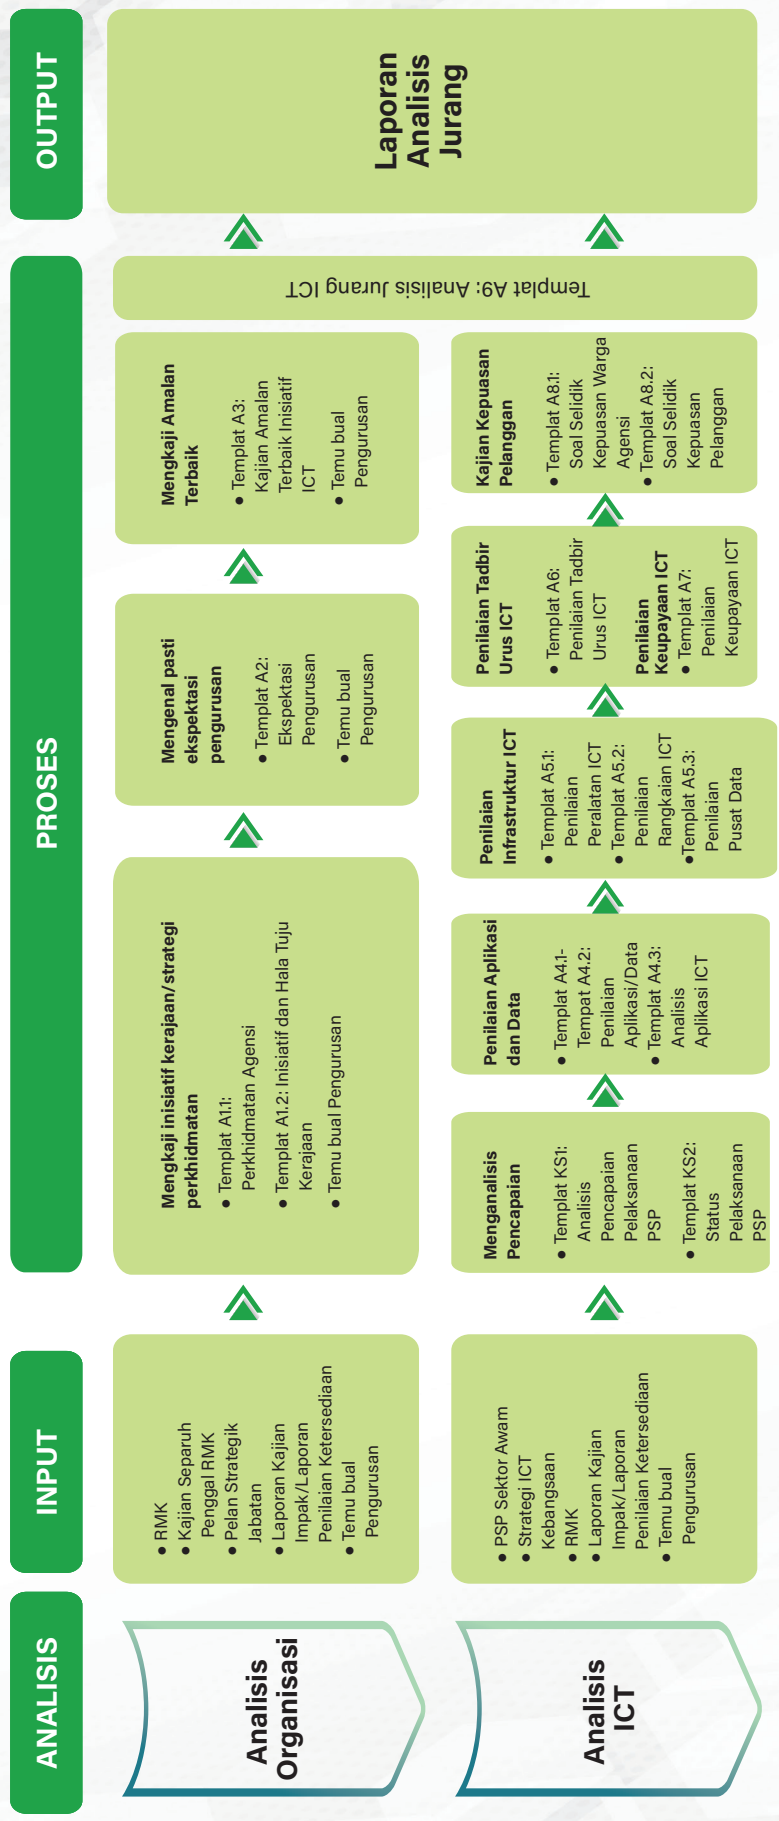 ANALISIS
INPUT
PROSES
OUTPUT
Analisis
Organisasi
● RMK
● Kajian Separuh
Penggal RMK
● Pelan Strategik
Jabatan
● Laporan Kajian
Impak/Laporan
Penilaian Ketersediaan
● Temu bual
Pengurusan
Mengkaji inisiatif kerajaan/strategi
perkhidmatan
● Templat A1.1:
Perkhidmatan Agensi
● Templat A1.2: Inisiatif dan Hala Tuju
Kerajaan
● Temu bual Pengurusan
Mengenal pasti
ekspektasi
pengurusan
● Templat A2:
Ekspektasi
Pengurusan
● Temu bual
Pengurusan
Mengkaji Amalan
Terbaik
● Templat A3:
Kajian Amalan
Terbaik Inisiatif
ICT
● Temu bual
Pengurusan
Analisis
ICT
● PSP Sektor Awam
● Strategi ICT
Kebangsaan
● RMK
● Laporan Kajian
Impak/Laporan
Penilaian Ketersediaan
● Temu bual
Pengurusan
Menganalisis
Pencapaian
● Templat KS1:
Analisis
Pencapaian
Pelaksanaan
PSP
● Templat KS2:
Status
Pelaksanaan
PSP
Penilaian Aplikasi
dan Data
● Templat A4.1-
Tempat A4.2:
Penilaian
Aplikasi/Data
● Templat A4.3:
Analisis
Aplikasi ICT
Penilaian
Infrastruktur ICT
● Templat A5.1:
Penilaian
Peralatan ICT
● Templat A5.2:
Penilaian
Rangkaian ICT
●Templat A5.3:
Penilaian
Pusat Data
Penilaian Tadbir
Urus ICT
● Templat A6:
Penilaian Tadbir
Urus ICT
Penilaian
Keupayaan ICT
● Templat A7:
Penilaian
Keupayaan ICT
Kajian Kepuasan
Pelanggan
● Templat A8.1:
Soal Selidik
Kepuasan Warga
Agensi
● Templat A8.2:
Soal Selidik
Kepuasan
Pelanggan
Templat A9: Analisis Jurang ICT
Laporan
Analisis
Jurang